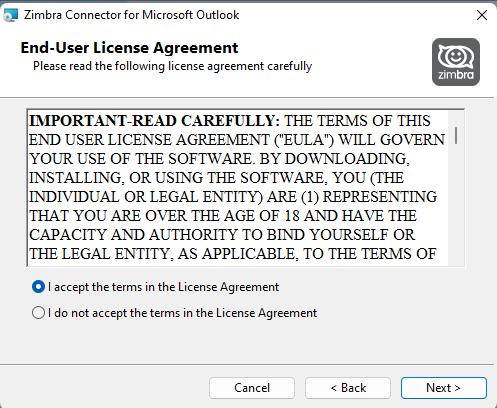 Zimbra Connector for Microsoft Outlook
End-User License Agreement
Please read the following license agreement carefully
zimbra
IMPORTANT-READ CAREFULLY: THE TERMS OF THIS
END USER LICENSE AGREEMENT ("EULA") WILL GOVERN
YOUR USE OF THE SOFTWARE. BY DOWNLOADING,
INSTALLING, OR USING THE SOFTWARE, YOU (THE
INDIVIDUAL OR LEGAL ENTITY) ARE (1) REPRESENTING
THAT YOU ARE OVER THE AGE OF 18 AND HAVE THE
CAPACITY AND AUTHORITY TO BIND YOURSELF OR
THE LEGAL ENTITY, AS APPLICABLE, TO THE TERMS OF
I accept the terms in the License Agreement
I do not accept the terms in the License Agreement
Cancel
< Back
Next >